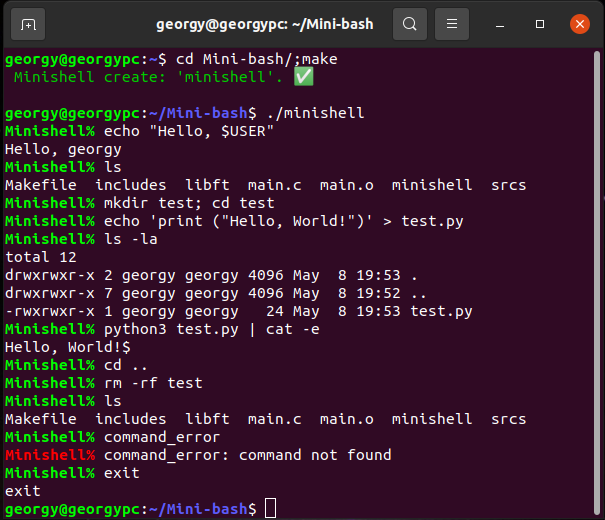 georgy@georgypc: ~/Mini-bash
georgy@georgypc:~$ cd Mini-bash/;make
 Minishell create: 'minishell'. ✅
georgy@georgypc:~/Mini-bash$ ./minishell
Minishell% echo "Hello, $USER"
Hello, georgy
Minishell% ls
Makefile  includes  libft  main.c  main.o  minishell  srcs
Minishell% mkdir test; cd test
Minishell% echo 'print ("Hello, World!")' > test.py
Minishell% ls -la
total 12
drwxrwxr-x 2 georgy georgy 4096 May  8 19:53 .
drwxrwxr-x 7 georgy georgy 4096 May  8 19:52 ..
-rwxrwxr-x 1 georgy georgy   24 May  8 19:53 test.py
Minishell% python3 test.py | cat -e
Hello, World!$
Minishell% cd ..
Minishell% rm -rf test
Minishell% ls
Makefile  includes  libft  main.c  main.o  minishell  srcs
Minishell% command_error
Minishell% command_error: command not found
Minishell% exit
exit
georgy@georgypc:~/Mini-bash$